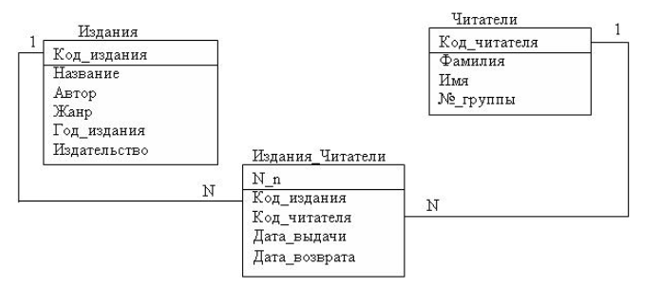 Издания
1
Код_издания
Название
Автор
Жанр
Год_издания
Издательство
N
Читатели
1
Код_читателя
Фамилия
Имя
№_группы
Издания_Читатели
N_n
Код_издания
Код_читателя
Дата_выдачи
Дата_возврата
N